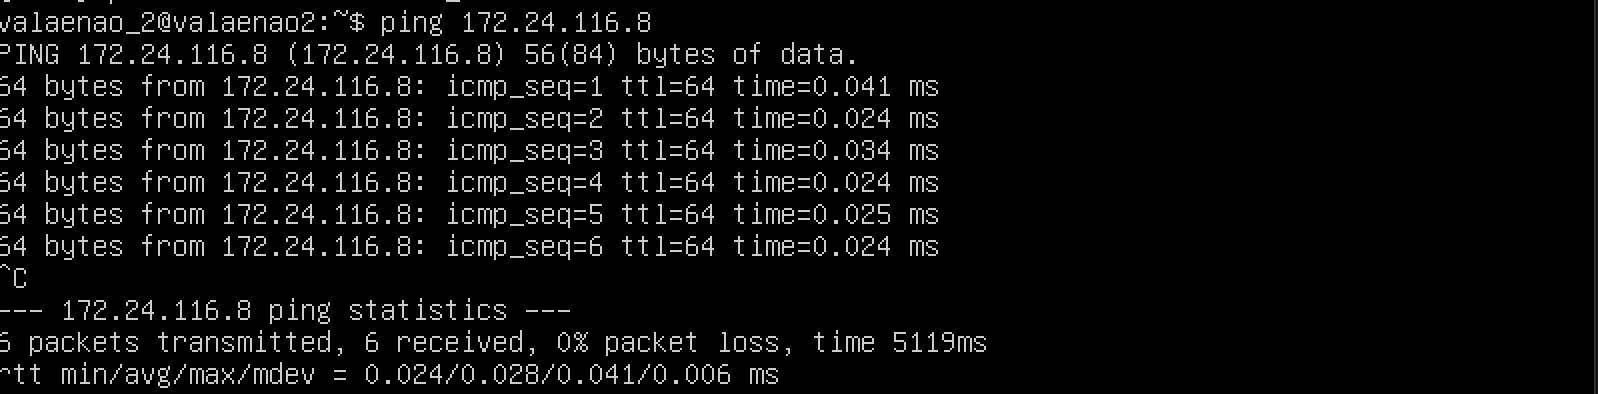 valaenao_2@valaenao2:~$ ping 172.24.116.8
PING 172.24.116.8 (172.24.116.8) 56(84) bytes of data.
64 bytes from 172.24.116.8: icmp_seq=1 ttl=64 time=0.041 ms
64 bytes from 172.24.116.8: icmp_seq=2 ttl=64 time=0.024 ms
64 bytes from 172.24.116.8: icmp_seq=3 ttl=64 time=0.034 ms
64 bytes from 172.24.116.8: icmp_seq=4 ttl=64 time=0.024 ms
64 bytes from 172.24.116.8: icmp_seq=5 ttl=64 time=0.025 ms
64 bytes from 172.24.116.8: icmp_seq=6 ttl=64 time=0.024 ms
^C
--- 172.24.116.8 ping statistics ---
6 packets transmitted, 6 received, 0% packet loss, time 5119ms
rtt min/avg/max/mdev = 0.024/0.028/0.041/0.006 ms